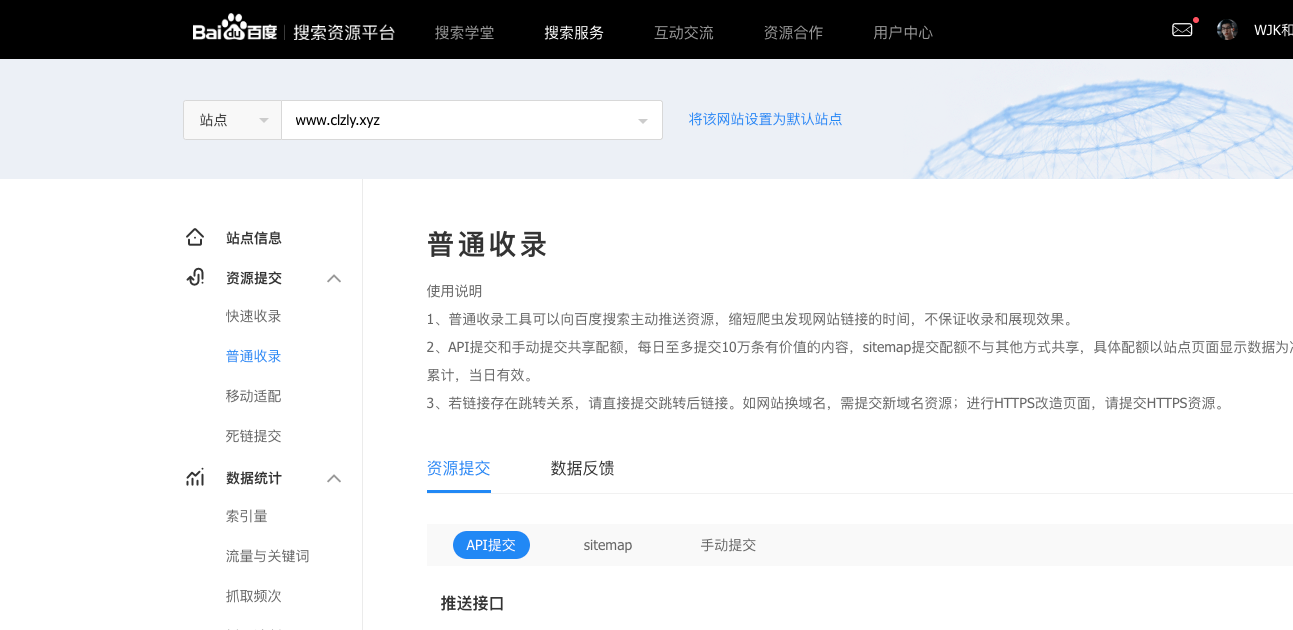 Bai du 百度 搜索资源平台 搜索学堂 搜索服务 互动交流 资源合作 用户中心 WJK和
站点 www.clzly.xyz 将该网站设置为默认站点
站点信息
资源提交
快速收录
普通收录
移动适配
死链提交
数据统计
索引量
流量与关键词
抓取频次
普通收录
使用说明
1、普通收录工具可以向百度搜索主动推送资源，缩短爬虫发现网站链接的时间，不保证收录和展现效果。
2、API提交和手动提交共享配额，每日至多提交10万条有价值的内容，sitemap提交配额不与其他方式共享，具体配额以站点页面显示数据为
累计，当日有效。
3、若链接存在跳转关系，请直接提交跳转后链接。如网站换域名，需提交新域名资源；进行HTTPS改造页面，请提交HTTPS资源。
资源提交 数据反馈
API提交 sitemap 手动提交
推送接口